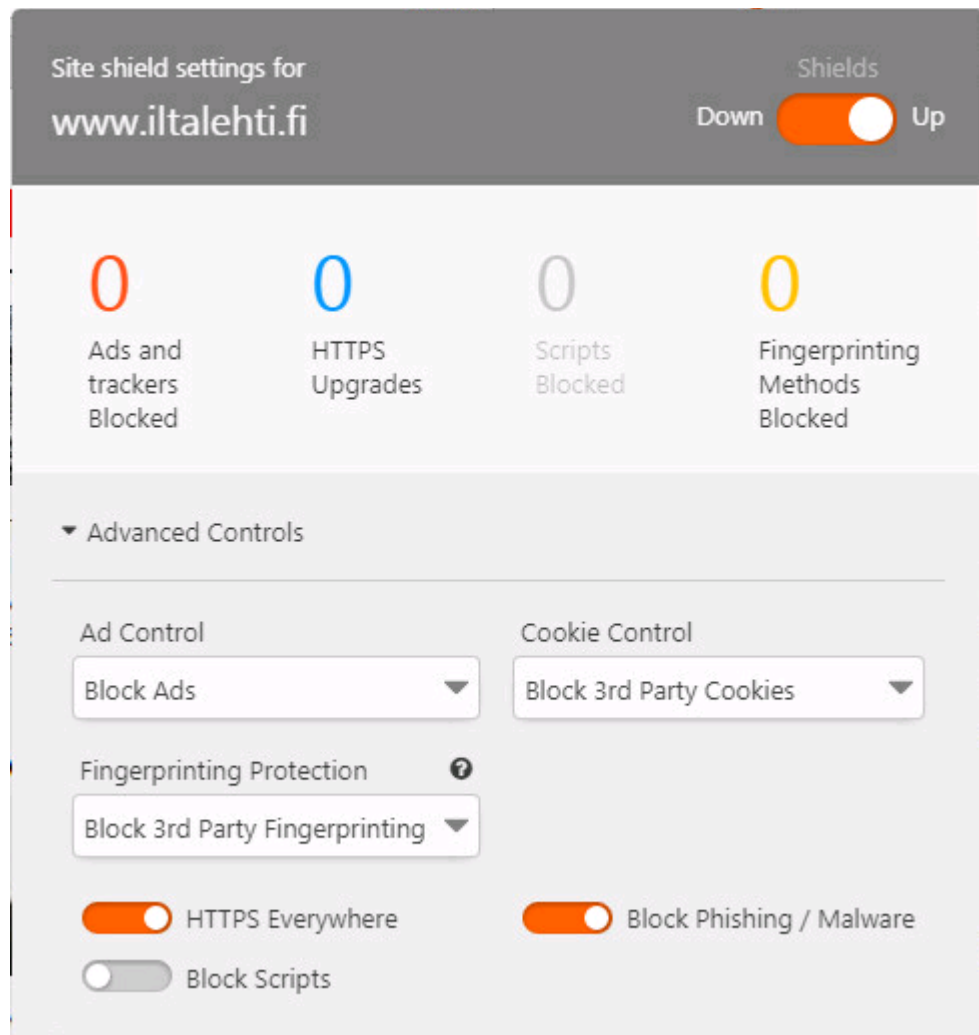 Site shield settings for
www.iltalehti.fi
Shields
Down
Up
0
0
0
0
Ads and
trackers
Blocked
HTTPS
Upgrades
Scripts
Blocked
Fingerprinting
Methods
Blocked
Advanced Controls
Ad Control
Cookie Control
Block Ads
Block 3rd Party Cookies
Fingerprinting Protection
?
Block 3rd Party Fingerprinting
HTTPS Everywhere
Block Phishing / Malware
Block Scripts